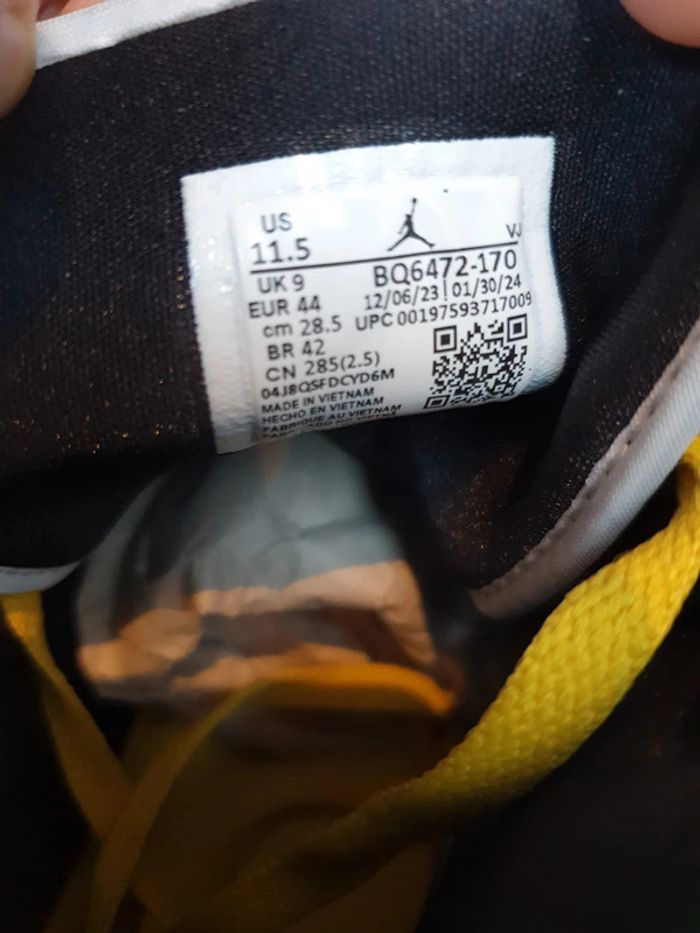 US
11.5
VJ
UK 9
BQ6472-170
EUR 44
12/06/23 | 01/30/24
cm 28.5
UPC 00197593717009
BR 42
CN 285(2.5)
04J8QSFDCYD6M
MADE IN VIETNAM
HECHO EN VIETNAM
FABRIQUE AU VIETNAM